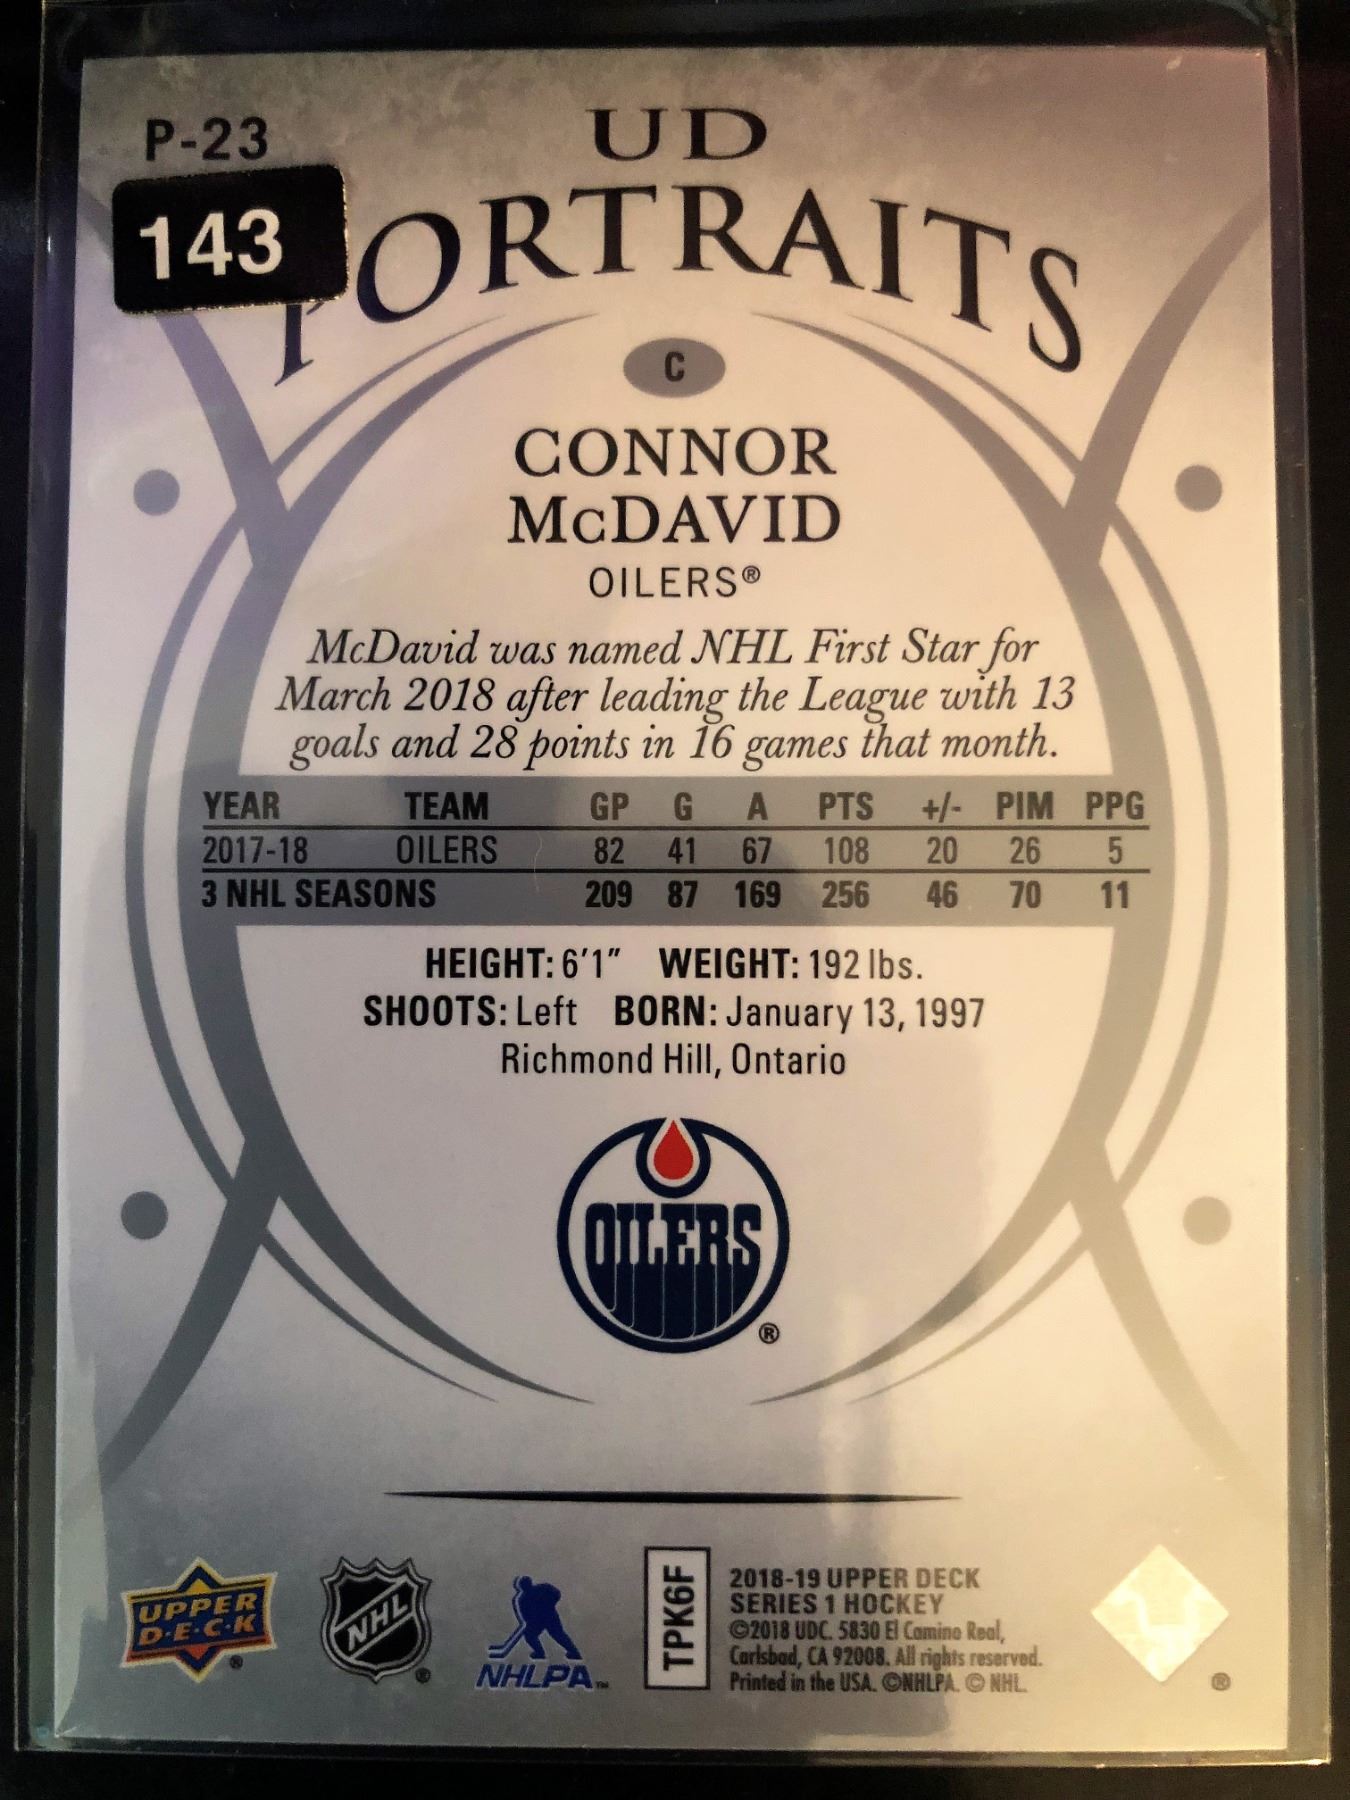 P-23
143
UD
PORTRAITS
C
CONNOR
McDAVID
OILERS®
McDavid was named NHL First Star for
March 2018 after leading the League with 13
goals and 28 points in 16 games that month.
YEAR TEAM GP G A PTS +/- PIM PPG
2017-18 OILERS 82 41 67 108 20 26 5
3 NHL SEASONS 209 87 169 256 46 70 11
HEIGHT: 6'1" WEIGHT: 192 lbs.
SHOOTS: Left BORN: January 13, 1997
Richmond Hill, Ontario
OILERS
®
UPPER
D·E·C·K
®
NHL
®
NHLPA™
TPK6F
2018-19 UPPER DECK
SERIES 1 HOCKEY
©2018 UDC. 5830 El Camino Real,
Carlsbad, CA 92008. All rights reserved.
Printed in the USA. ©NHLPA. © NHL.
®